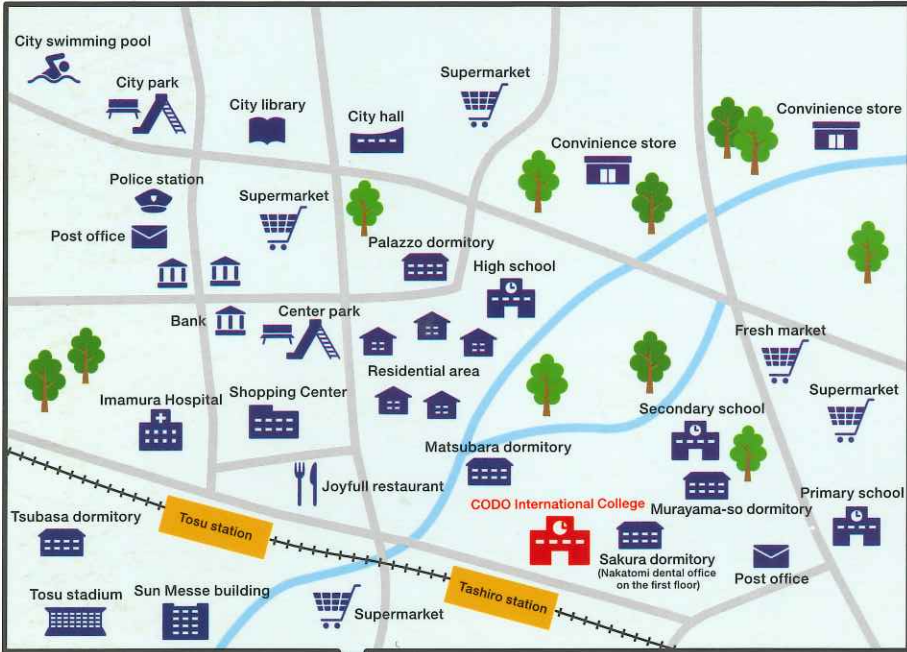 City swimming pool
City park
City library
City hall
Supermarket
Convinience store
Convinience store
Police station
Post office
Supermarket
Palazzo dormitory
High school
Bank
Center park
Residential area
Fresh market
Supermarket
Imamura Hospital
Shopping Center
Secondary school
Matsubara dormitory
Joyfull restaurant
CODO International College
Murayama-so dormitory
Primary school
Tsubasa dormitory
Tosu station
Sakura dormitory
(Nakatomi dental office
on the first floor)
Post office
Tosu stadium
Sun Messe building
Supermarket
Tashiro station